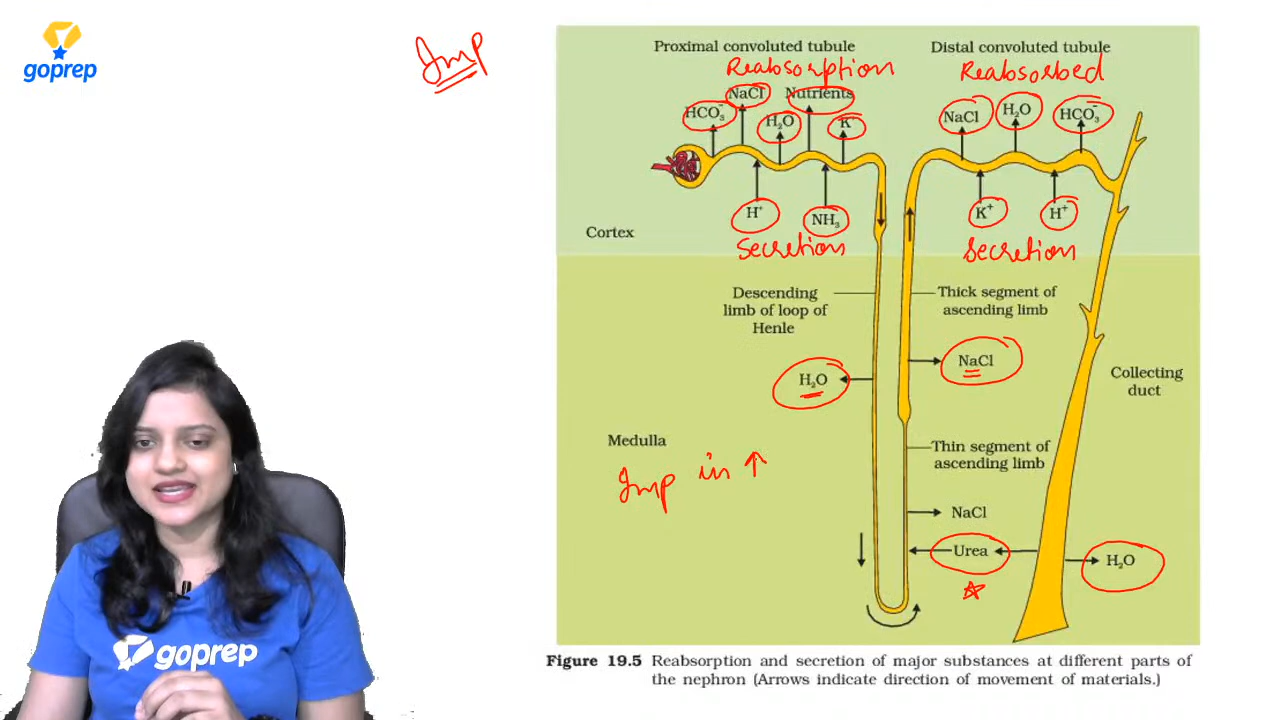 goprep
Imp
Proximal convoluted tubule
Distal convoluted tubule
Reabsorption
Reabsorbed
HCO₃⁻
NaCl
H₂O
Nutrients
K⁺
NaCl
H₂O
HCO₃⁻
H⁺
NH₃
K⁺
H⁺
Secretion
Secretion
Cortex
Descending
limb of loop of
Henle
Thick segment of
ascending limb
NaCl
H₂O
Collecting
duct
Medulla
Imp in ↑
Thin segment of
ascending limb
NaCl
Urea
H₂O
goprep
Figure 19.5 Reabsorption and secretion of major substances at different parts of
the nephron (Arrows indicate direction of movement of materials.)